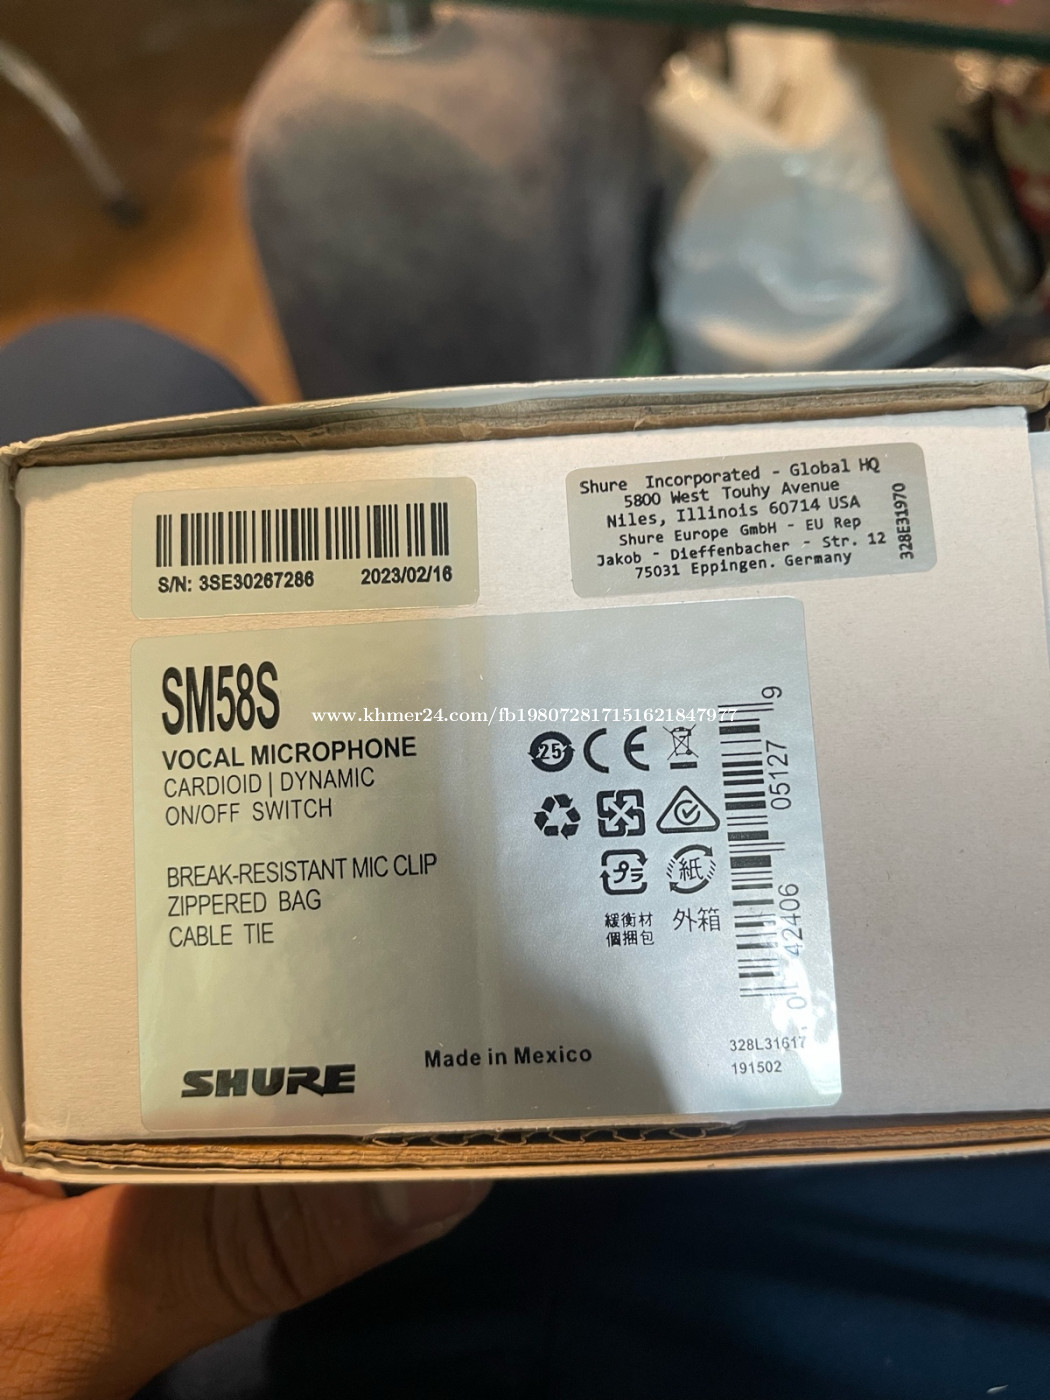 S/N: 3SE30267286 2023/02/16
Shure Incorporated - Global HQ
5800 West Touhy Avenue
Niles, Illinois 60714 USA
Shure Europe GmbH - EU Rep
Jakob - Dieffenbacher - Str. 12
75031 Eppingen. Germany
328E31970
SM58S
www.khmer24.com/fb198072817151621847977
VOCAL MICROPHONE
CARDIOID | DYNAMIC
ON/OFF SWITCH
BREAK-RESISTANT MIC CLIP
ZIPPERED BAG
CABLE TIE
25
CE
プラ
紙
緩衝材
個捆包
外箱
0 42406 05127 9
SHURE
Made in Mexico
328L31617
191502